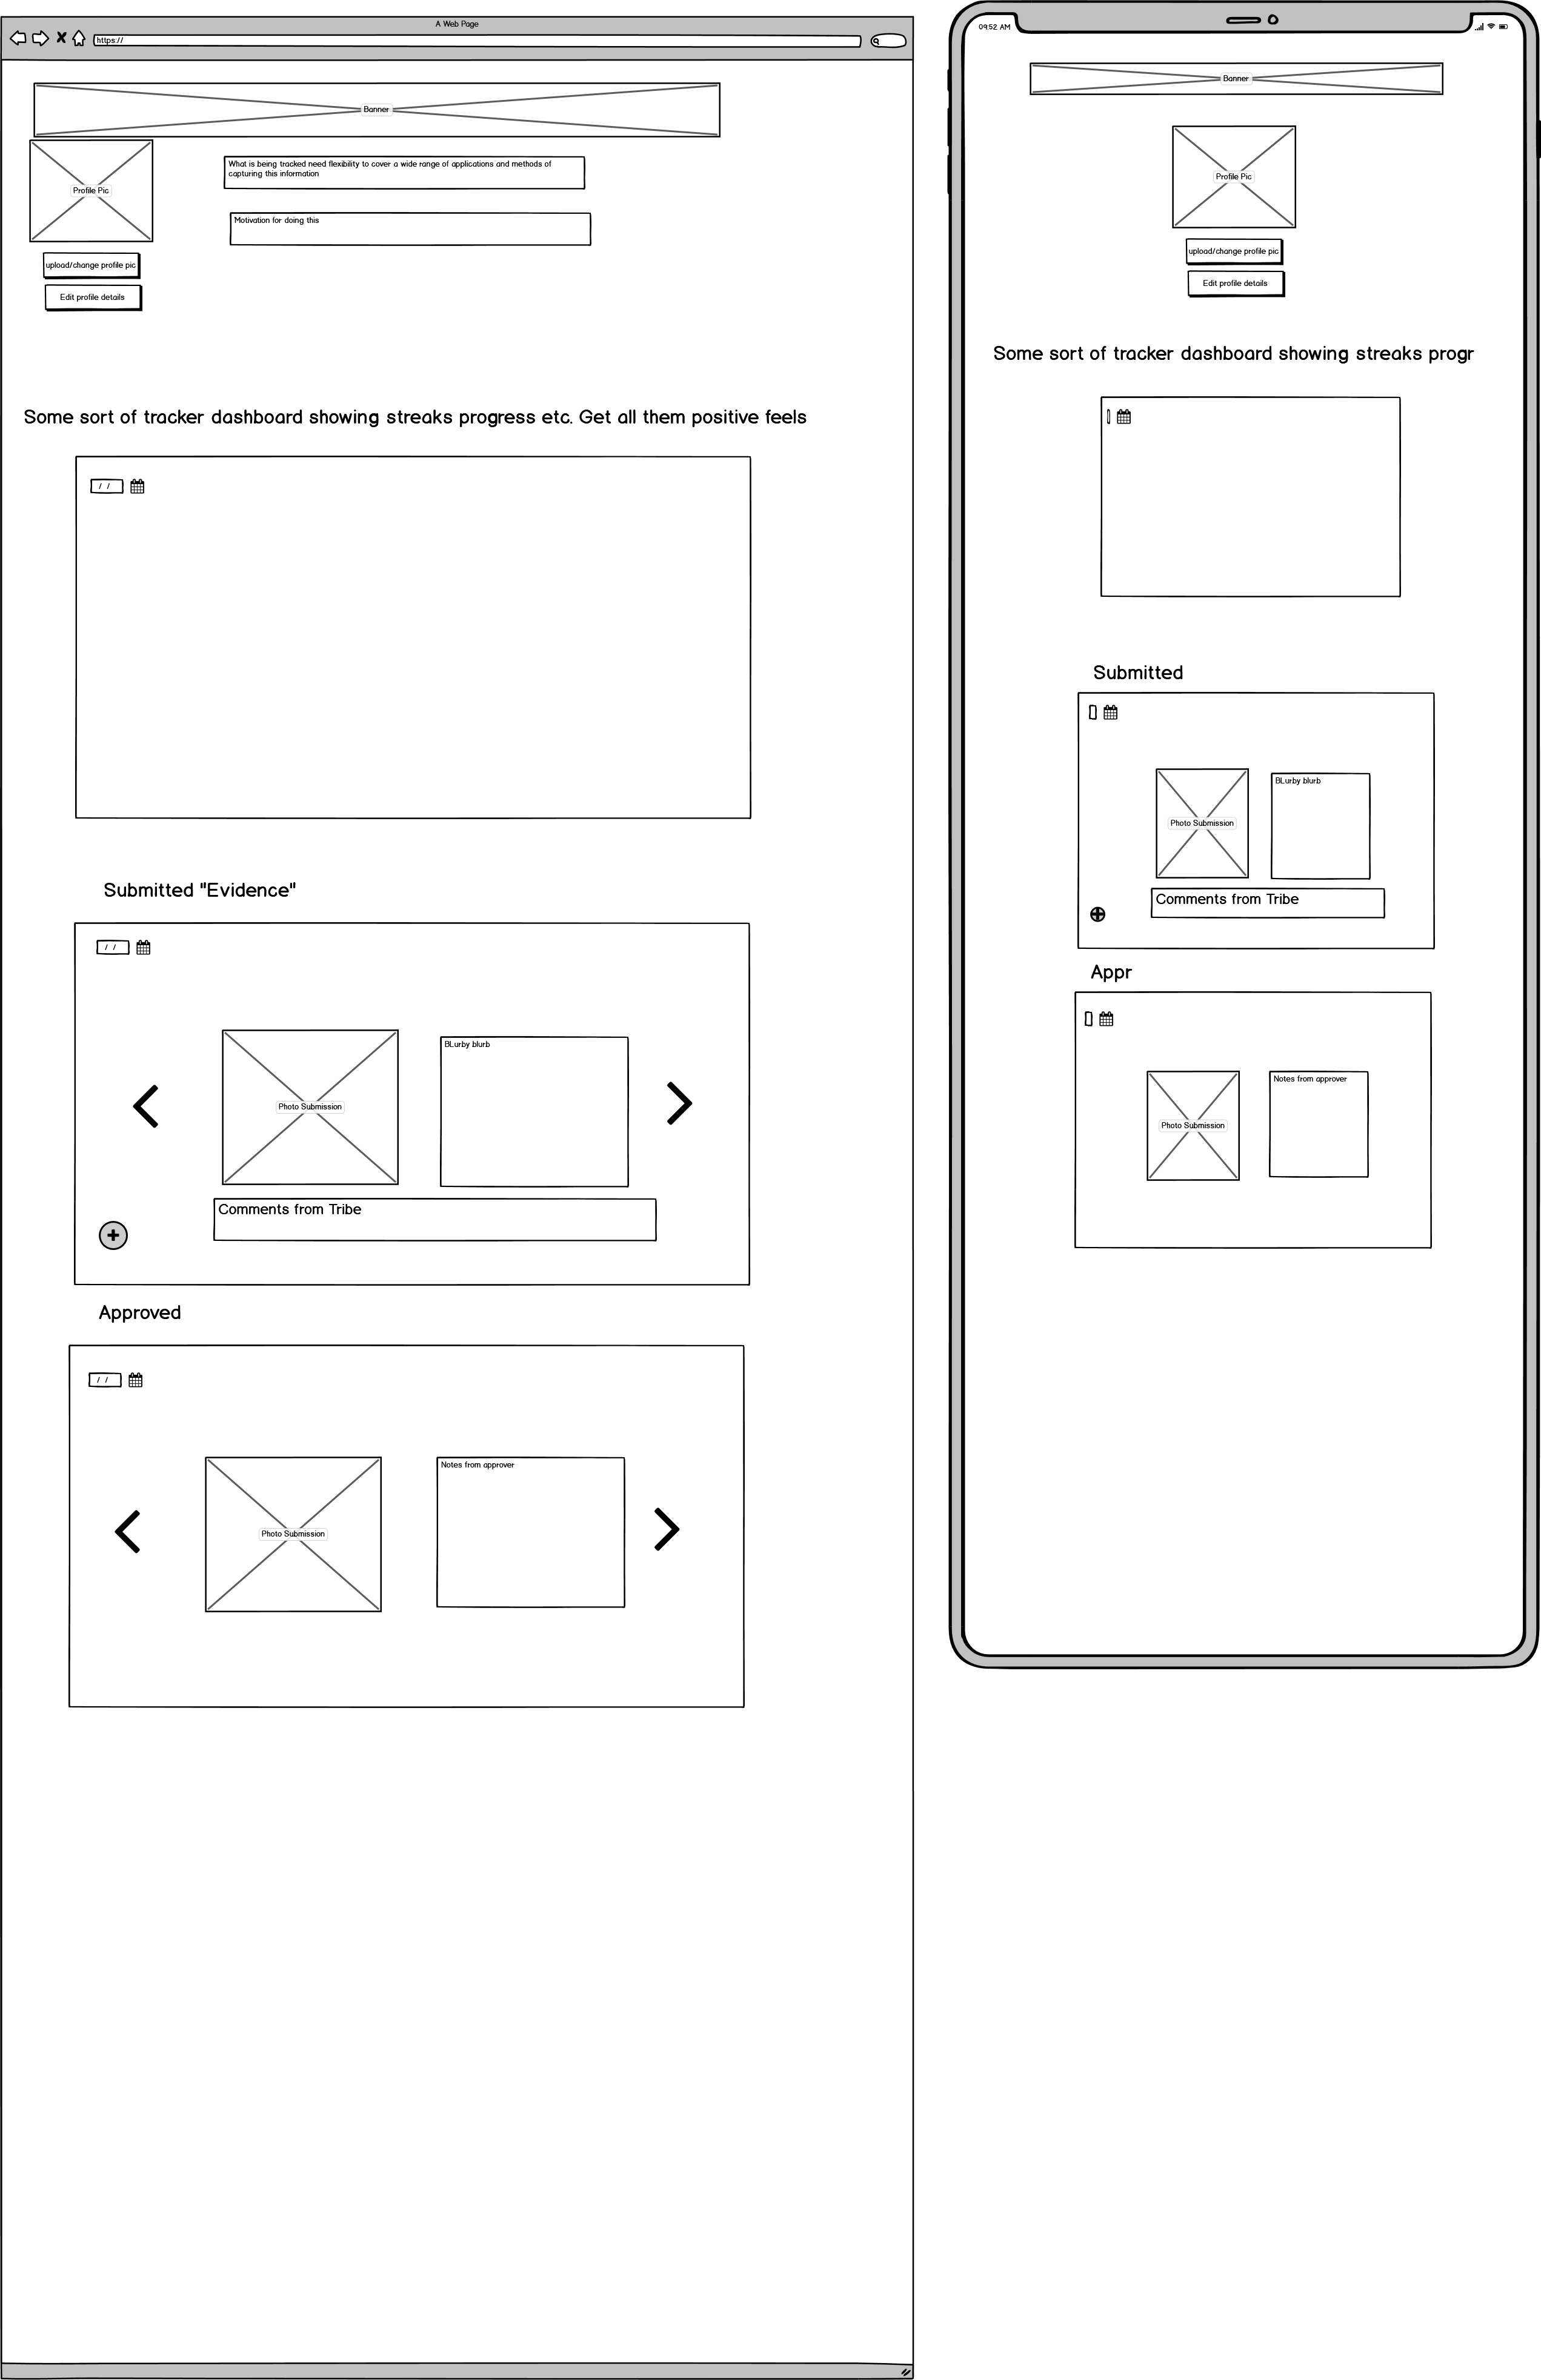 A Web Page
https://
Banner
Profile Pic
What is being tracked need flexibility to cover a wide range of applications and methods of
capturing this information
Motivation for doing this
upload/change profile pic
Edit profile details
Some sort of tracker dashboard showing streaks progress etc. Get all them positive feels
/ /
Submitted "Evidence"
/ /
Photo Submission
BLurby blurb
Comments from Tribe
Approved
/ /
Photo Submission
Notes from approver
09:52 AM
Banner
Profile Pic
upload/change profile pic
Edit profile details
Some sort of tracker dashboard showing streaks progr
Submitted
Photo Submission
BLurby blurb
Comments from Tribe
Appr
Photo Submission
Notes from approver